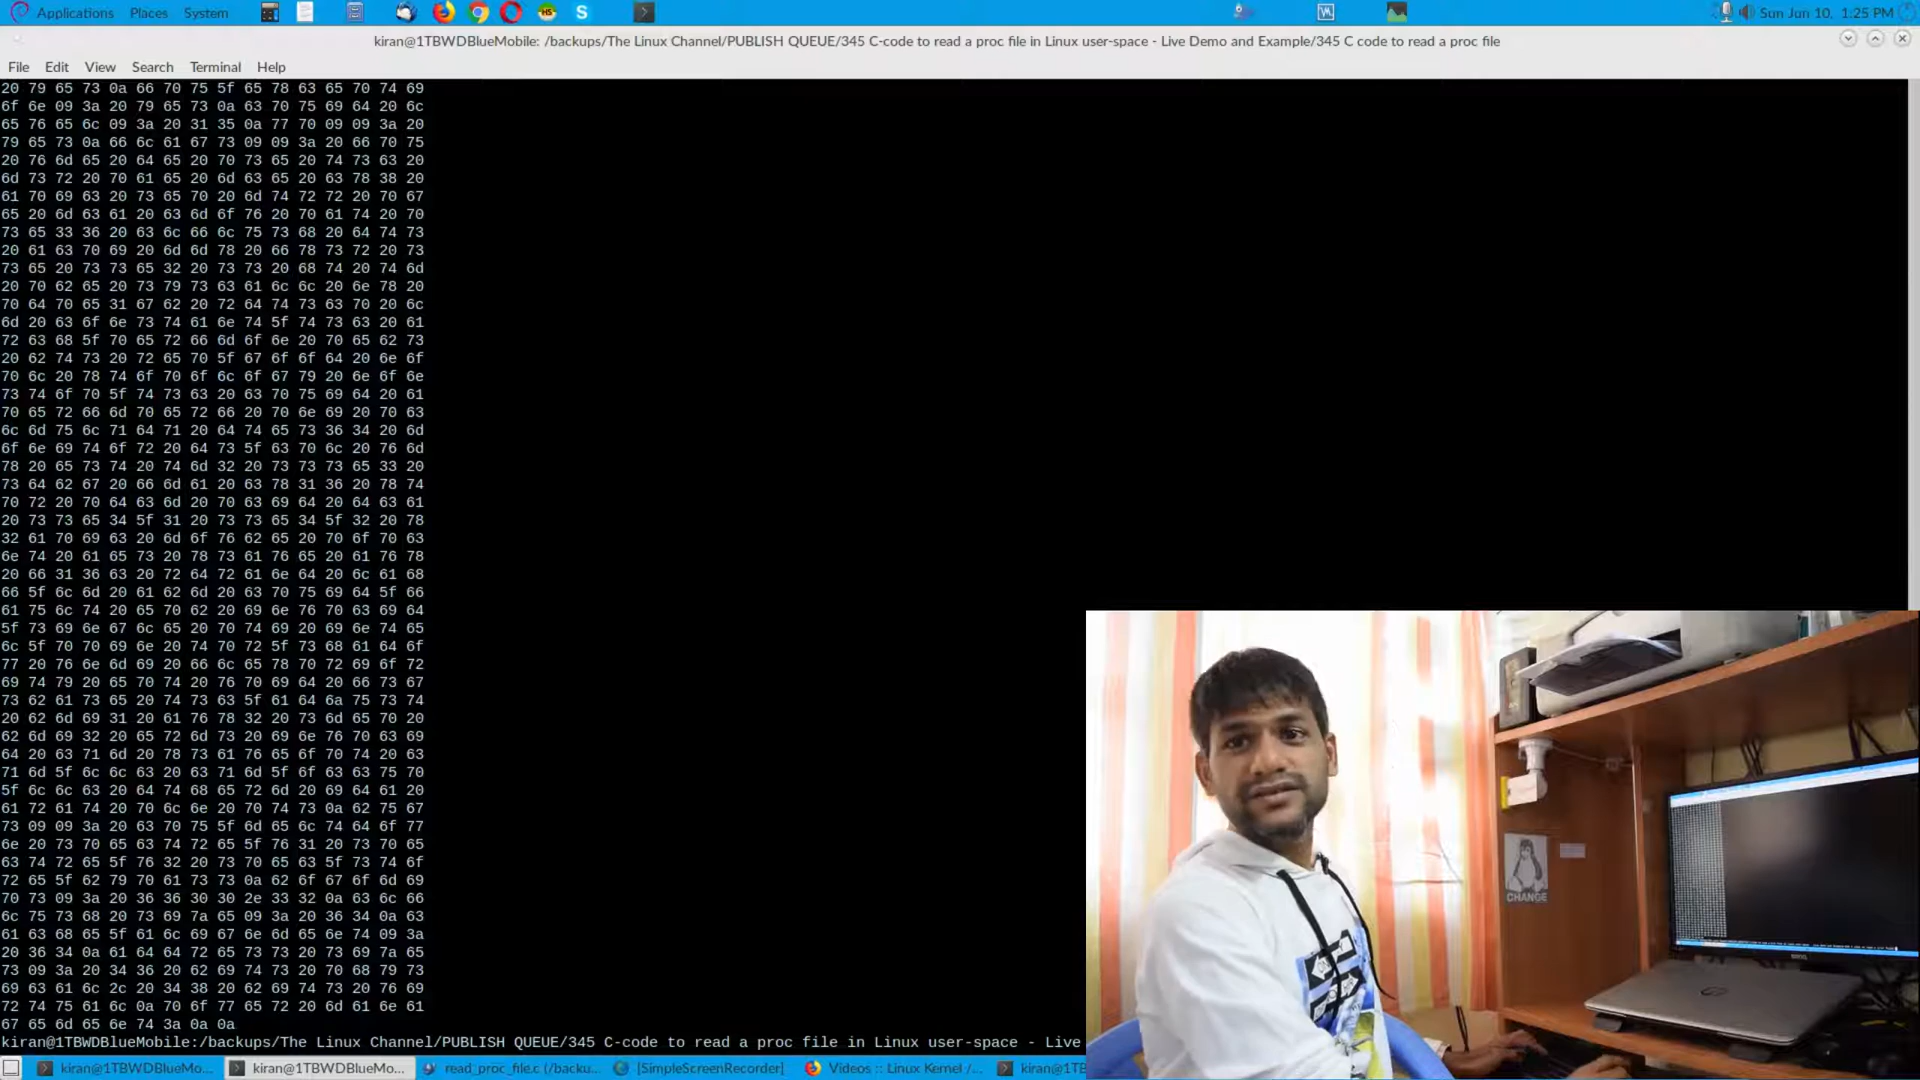 Applications Places System
Sun Jun 10, 1:25 PM
kiran@1TBWDBlueMobile: /backups/The Linux Channel/PUBLISH QUEUE/345 C-code to read a proc file in Linux user-space - Live Demo and Example/345 C code to read a proc file
File Edit View Search Terminal Help
20 79 65 73 0a 66 70 75 5f 65 78 63 65 70 74 69
6f 6e 09 3a 20 79 65 73 0a 63 70 75 69 64 20 6c
65 76 65 6c 09 3a 20 31 35 0a 77 70 09 09 3a 20
79 65 73 0a 66 6c 61 67 73 09 09 3a 20 66 70 75
20 76 6d 65 20 64 65 20 70 73 65 20 74 73 63 20
6d 73 72 20 70 61 65 20 6d 63 65 20 63 78 38 20
61 70 69 63 20 73 65 70 20 6d 74 72 72 20 70 67
65 20 6d 63 61 20 63 6d 6f 76 20 70 61 74 20 70
73 65 33 36 20 63 6c 66 6c 75 73 68 20 64 74 73
20 61 63 70 69 20 6d 6d 78 20 66 78 73 72 20 73
73 65 20 73 73 65 32 20 73 73 20 68 74 20 74 6d
20 70 62 65 20 73 79 73 63 61 6c 6c 20 6e 78 20
70 64 70 65 31 67 62 20 72 64 74 73 63 70 20 6c
6d 20 63 6f 6e 73 74 61 6e 74 5f 74 73 63 20 61
72 63 68 5f 70 65 72 66 6d 6f 6e 20 70 65 62 73
20 62 74 73 20 72 65 70 5f 67 6f 6f 64 20 6e 6f
70 6c 20 78 74 6f 70 6f 6c 6f 67 79 20 6e 6f 6e
73 74 6f 70 5f 74 73 63 20 63 70 75 69 64 20 61
70 65 72 66 6d 70 65 72 66 20 70 6e 69 20 70 63
6c 6d 75 6c 71 64 71 20 64 74 65 73 36 34 20 6d
6f 6e 69 74 6f 72 20 64 73 5f 63 70 6c 20 76 6d
78 20 65 73 74 20 74 6d 32 20 73 73 73 65 33 20
73 64 62 67 20 66 6d 61 20 63 78 31 36 20 78 74
70 72 20 70 64 63 6d 20 70 63 69 64 20 64 63 61
20 73 73 65 34 5f 31 20 73 73 65 34 5f 32 20 78
32 61 70 69 63 20 6d 6f 76 62 65 20 70 6f 70 63
6e 74 20 61 65 73 20 78 73 61 76 65 20 61 76 78
20 66 31 36 63 20 72 64 72 61 6e 64 20 6c 61 68
66 5f 6c 6d 20 61 62 6d 20 63 70 75 69 64 5f 66
61 75 6c 74 20 65 70 62 20 69 6e 76 70 63 69 64
5f 73 69 6e 67 6c 65 20 70 74 69 20 69 6e 74 65
6c 5f 70 70 69 6e 20 74 70 72 5f 73 68 61 64 6f
77 20 76 6e 6d 69 20 66 6c 65 78 70 72 69 6f 72
69 74 79 20 65 70 74 20 76 70 69 64 20 66 73 67
73 62 61 73 65 20 74 73 63 5f 61 64 6a 75 73 74
20 62 6d 69 31 20 61 76 78 32 20 73 6d 65 70 20
62 6d 69 32 20 65 72 6d 73 20 69 6e 76 70 63 69
64 20 63 71 6d 20 78 73 61 76 65 6f 70 74 20 63
71 6d 5f 6c 6c 63 20 63 71 6d 5f 6f 63 63 75 70
5f 6c 6c 63 20 64 74 68 65 72 6d 20 69 64 61 20
61 72 61 74 20 70 6c 6e 20 70 74 73 0a 62 75 67
73 09 09 3a 20 63 70 75 5f 6d 65 6c 74 64 6f 77
6e 20 73 70 65 63 74 72 65 5f 76 31 20 73 70 65
63 74 72 65 5f 76 32 20 73 70 65 63 5f 73 74 6f
72 65 5f 62 79 70 61 73 73 0a 62 6f 67 6f 6d 69
70 73 09 3a 20 36 36 30 30 2e 33 32 0a 63 6c 66
6c 75 73 68 20 73 69 7a 65 09 3a 20 36 34 0a 63
61 63 68 65 5f 61 6c 69 67 6e 6d 65 6e 74 09 3a
20 36 34 0a 61 64 64 72 65 73 73 20 73 69 7a 65
73 09 3a 20 34 36 20 62 69 74 73 20 70 68 79 73
69 63 61 6c 2c 20 34 38 20 62 69 74 73 20 76 69
72 74 75 61 6c 0a 70 6f 77 65 72 20 6d 61 6e 61
67 65 6d 65 6e 74 3a 0a 0a
kiran@1TBWDBlueMobile:/backups/The Linux Channel/PUBLISH QUEUE/345 C-code to read a proc file in Linux user-space - Live
CHANGE
kiran@1TBWDBlueMo... kiran@1TBWDBlueMo... read_proc_file.c (/backu... [SimpleScreenRecorder] Videos :: Linux Kernel /... kiran@1TB